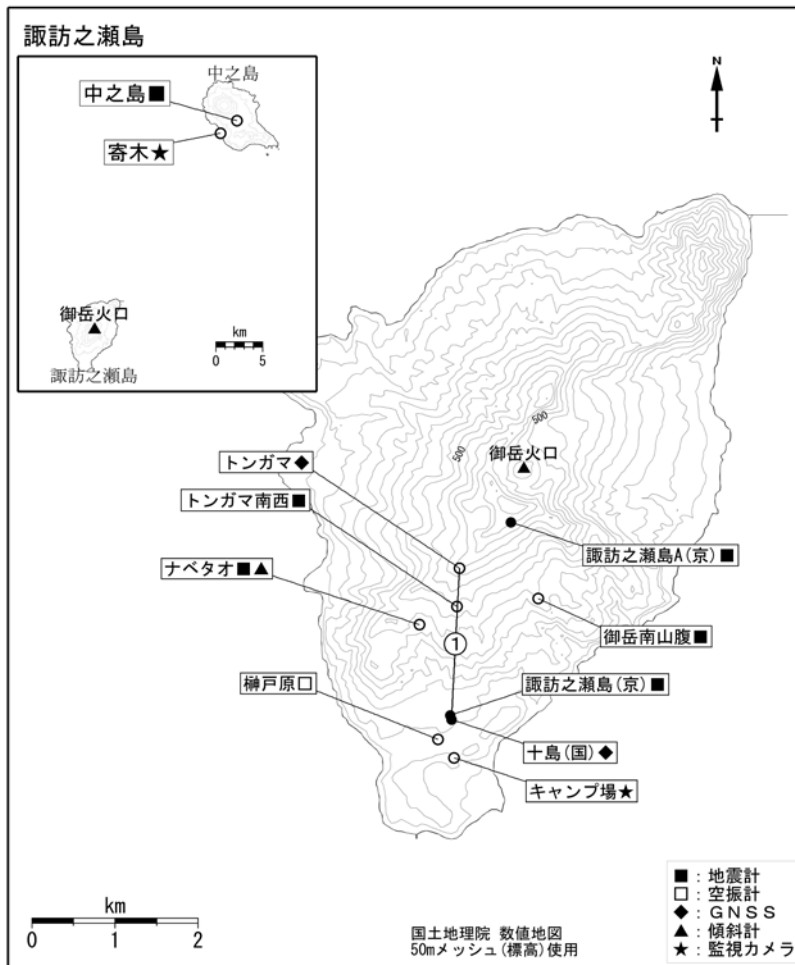 諏訪之瀬島
中之島
中之島■
寄木★
御岳火口
km
0 5
諏訪之瀬島
N
500
500
トンガマ◆
御岳火口
トンガマ南西■
諏訪之瀬島A(京)■
ナベタオ■▲
御岳南山腹■
①
榊戸原□
諏訪之瀬島(京)■
十島(国)◆
キャンプ場★
km
0 1 2
国土地理院 数値地図
50mメッシュ(標高)使用
■：地震計
□：空振計
◆：GNSS
▲：傾斜計
★：監視カメラ